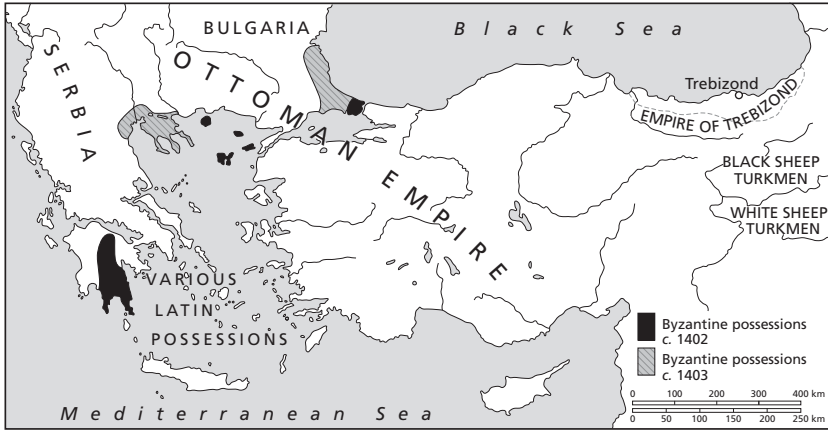 BULGARIA
Black Sea
SERBIA
OTTOMAN EMPIRE
Trebizond
EMPIRE OF TREBIZOND
BLACK SHEEP
TURKMEN
WHITE SHEEP
TURKMEN
VARIOUS
LATIN
POSSESSIONS
Mediterranean Sea
Byzantine possessions
c. 1402
Byzantine possessions
c. 1403
0 100 200 300 400 km
0 50 100 150 200 250 km